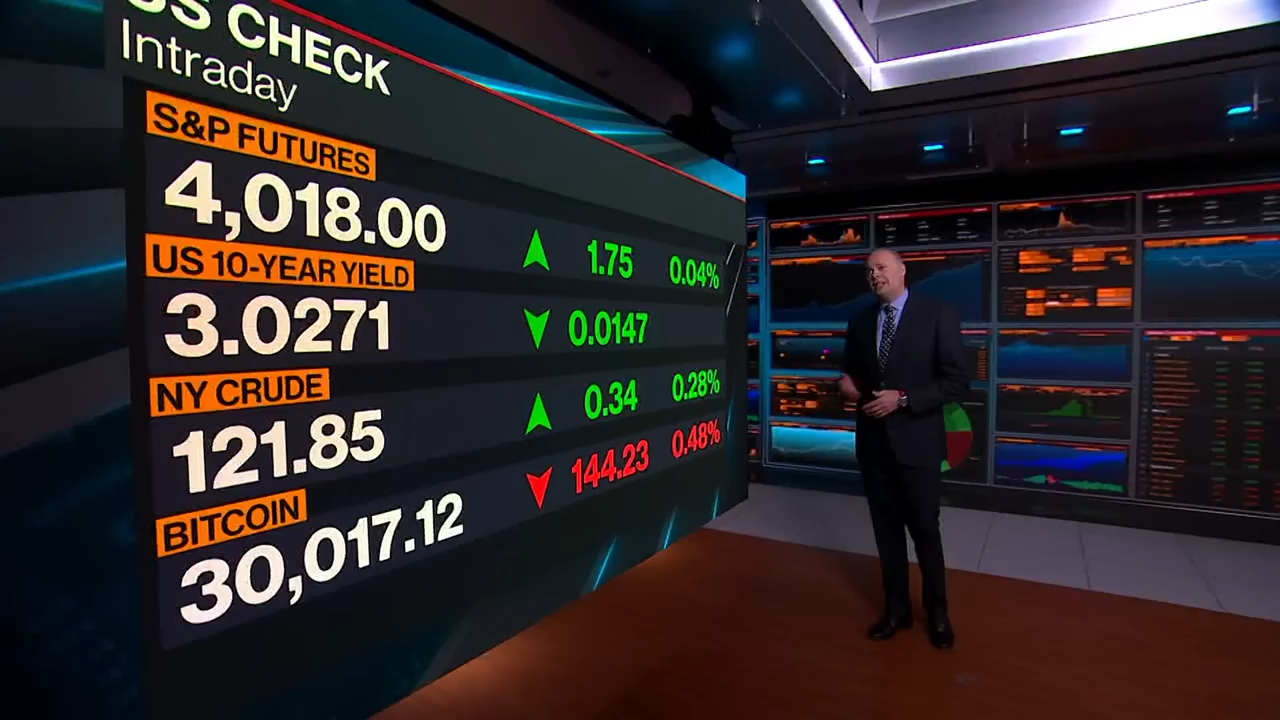 US CHECK
Intraday
S&P FUTURES
4,018.00 1.75 0.04%
US 10-YEAR YIELD
3.0271 0.0147
NY CRUDE
121.85 0.34 0.28%
BITCOIN
30,017.12 144.23 0.48%